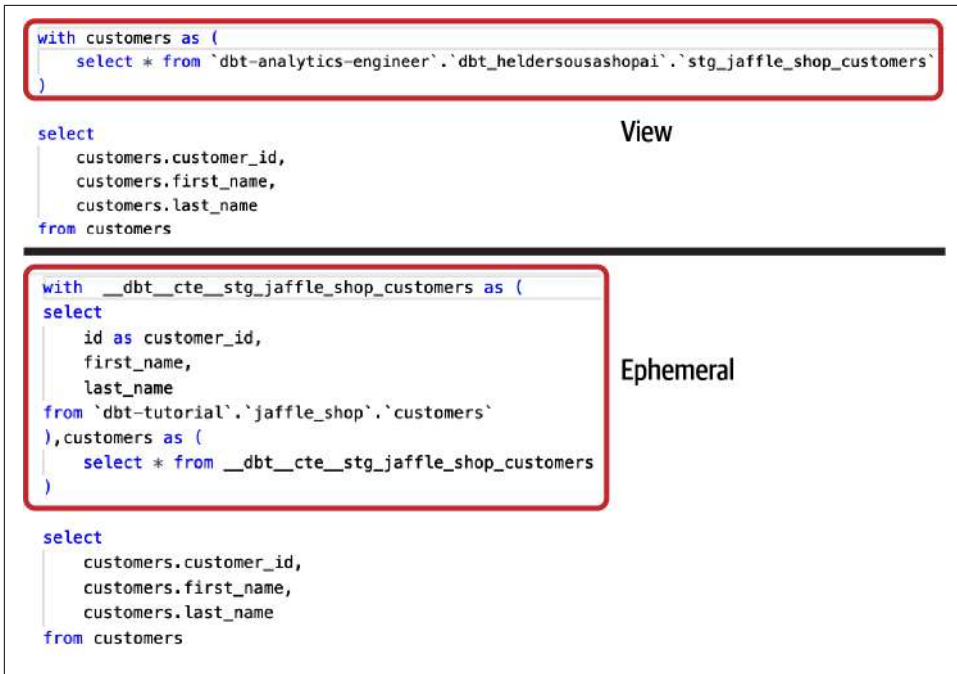 with customers as (
select * from `dbt-analytics-engineer`.`dbt_heldersousashopai`.`stg_jaffle_shop_customers`
)
View
select
customers.customer_id,
customers.first_name,
customers.last_name
from customers
with __dbt__cte__stg_jaffle_shop_customers as (
select
id as customer_id,
first_name,
last_name
Ephemeral
from `dbt-tutorial`.`jaffle_shop`.`customers`
),customers as (
select * from __dbt__cte__stg_jaffle_shop_customers
)
select
customers.customer_id,
customers.first_name,
customers.last_name
from customers